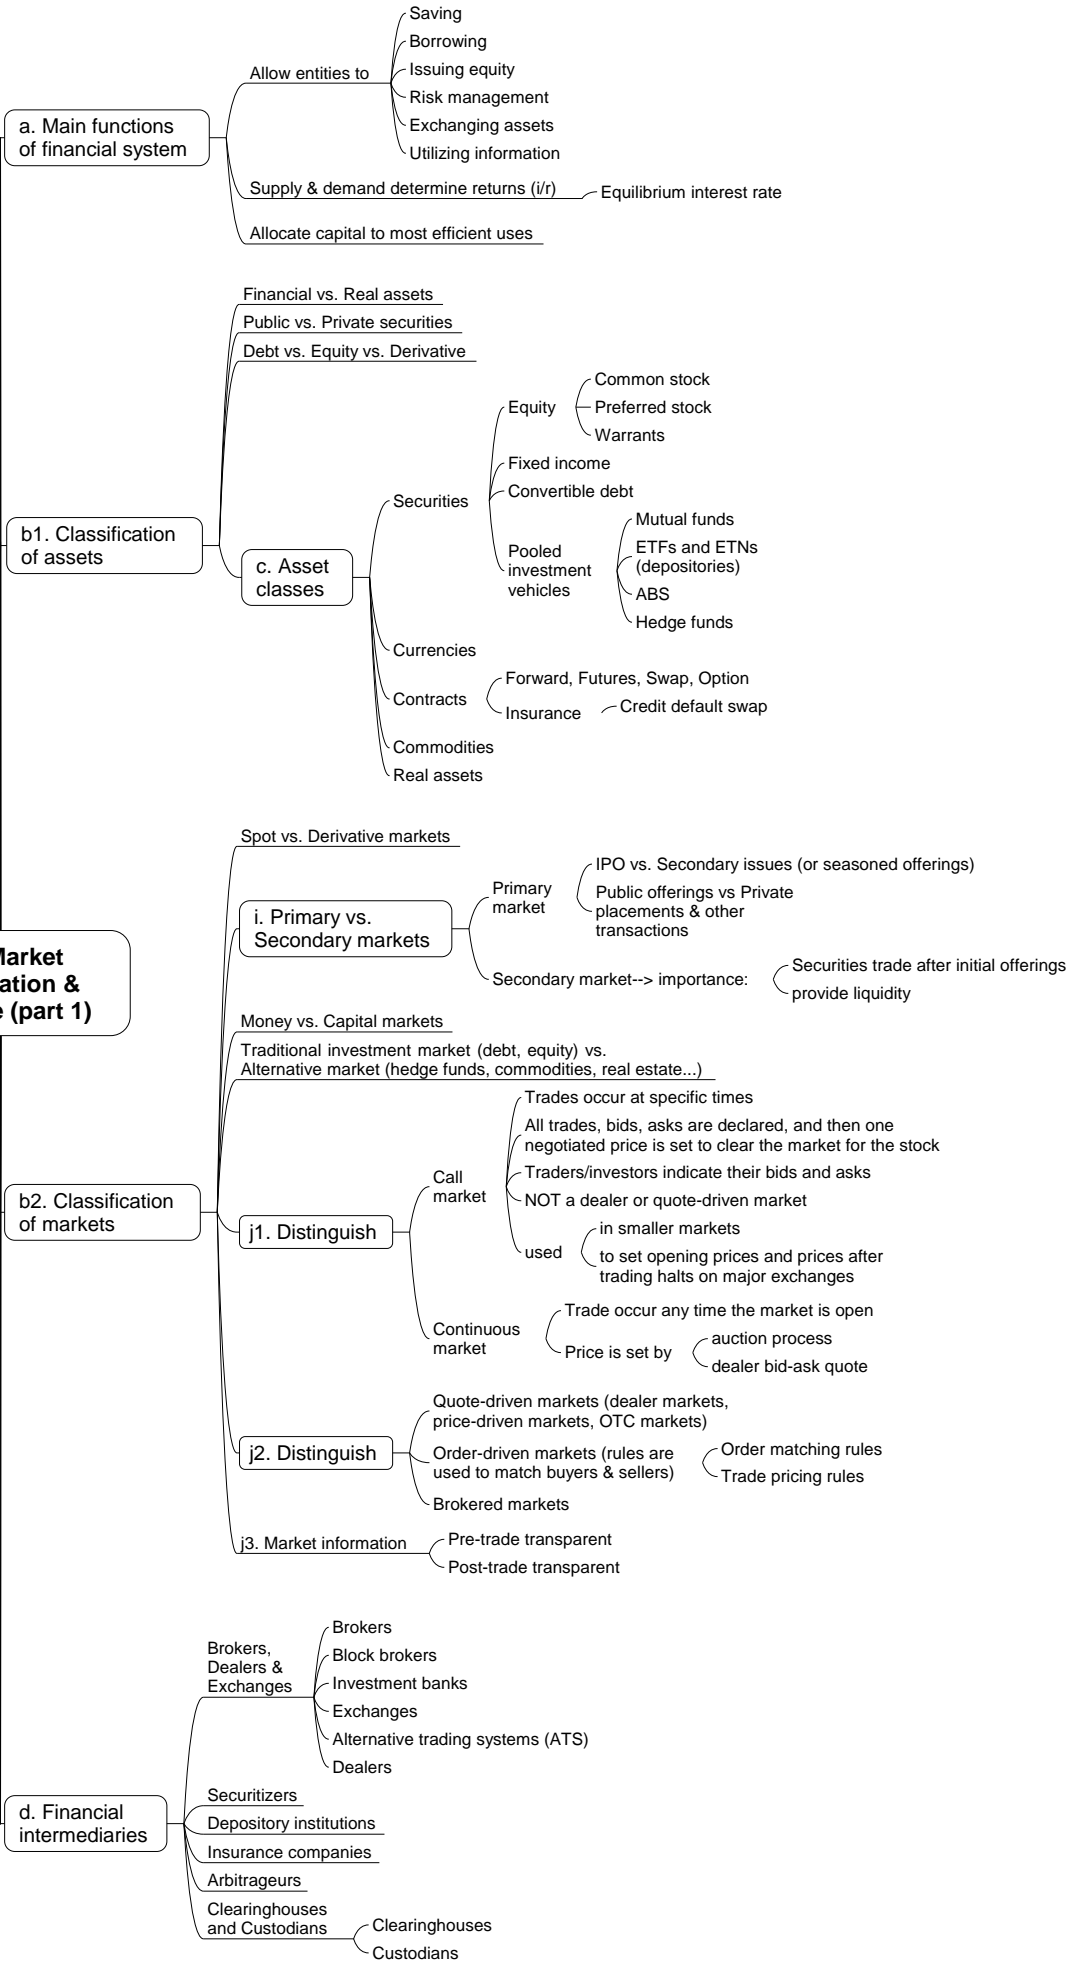 Saving
Borrowing
Allow entities to
Issuing equity
Risk management
Exchanging assets
Utilizing information
a. Main functions
of financial system
Supply & demand determine returns (i/r)
Equilibrium interest rate
Allocate capital to most efficient uses
Financial vs. Real assets
Public vs. Private securities
Debt vs. Equity vs. Derivative
b1. Classification
of assets
c. Asset
classes
Securities
Equity
Common stock
Preferred stock
Warrants
Fixed income
Convertible debt
Pooled
investment
vehicles
Mutual funds
ETFs and ETNs
(depositories)
ABS
Hedge funds
Currencies
Contracts
Forward, Futures, Swap, Option
Insurance
Credit default swap
Commodities
Real assets
Market
ation &
e (part 1)
b2. Classification
of markets
Spot vs. Derivative markets
i. Primary vs.
Secondary markets
Primary
market
IPO vs. Secondary issues (or seasoned offerings)
Public offerings vs Private
placements & other
transactions
Secondary market--> importance:
Securities trade after initial offerings
provide liquidity
Money vs. Capital markets
Traditional investment market (debt, equity) vs.
Alternative market (hedge funds, commodities, real estate...)
j1. Distinguish
Call
market
Trades occur at specific times
All trades, bids, asks are declared, and then one
negotiated price is set to clear the market for the stock
Traders/investors indicate their bids and asks
NOT a dealer or quote-driven market
used
in smaller markets
to set opening prices and prices after
trading halts on major exchanges
Continuous
market
Trade occur any time the market is open
Price is set by
auction process
dealer bid-ask quote
j2. Distinguish
Quote-driven markets (dealer markets,
price-driven markets, OTC markets)
Order-driven markets (rules are
used to match buyers & sellers)
Order matching rules
Trade pricing rules
Brokered markets
j3. Market information
Pre-trade transparent
Post-trade transparent
d. Financial
intermediaries
Brokers,
Dealers &
Exchanges
Brokers
Block brokers
Investment banks
Exchanges
Alternative trading systems (ATS)
Dealers
Securitizers
Depository institutions
Insurance companies
Arbitrageurs
Clearinghouses
and Custodians
Clearinghouses
Custodians